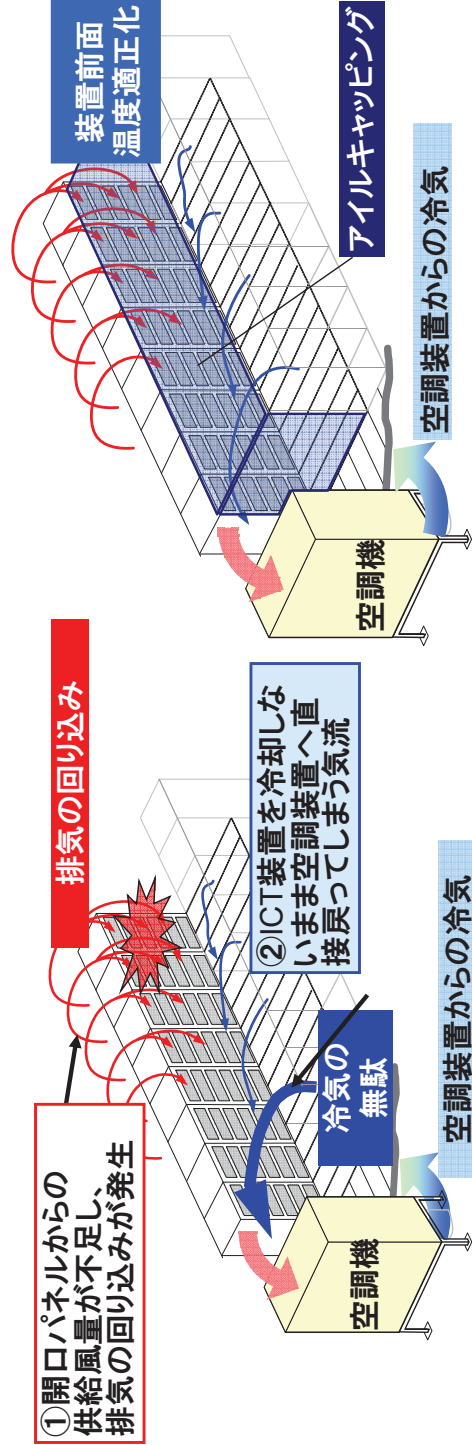 ①開口パネルからの
供給風量が不足し、
排気の回り込みが発生
排気の回り込み
②ICT装置を冷却しな
いまま空調装置へ直
接戻ってしまう気流
冷気の
無駄
空調機
空調装置からの冷気
装置前面
温度適正化
アイルキャッピング
空調機
空調装置からの冷気